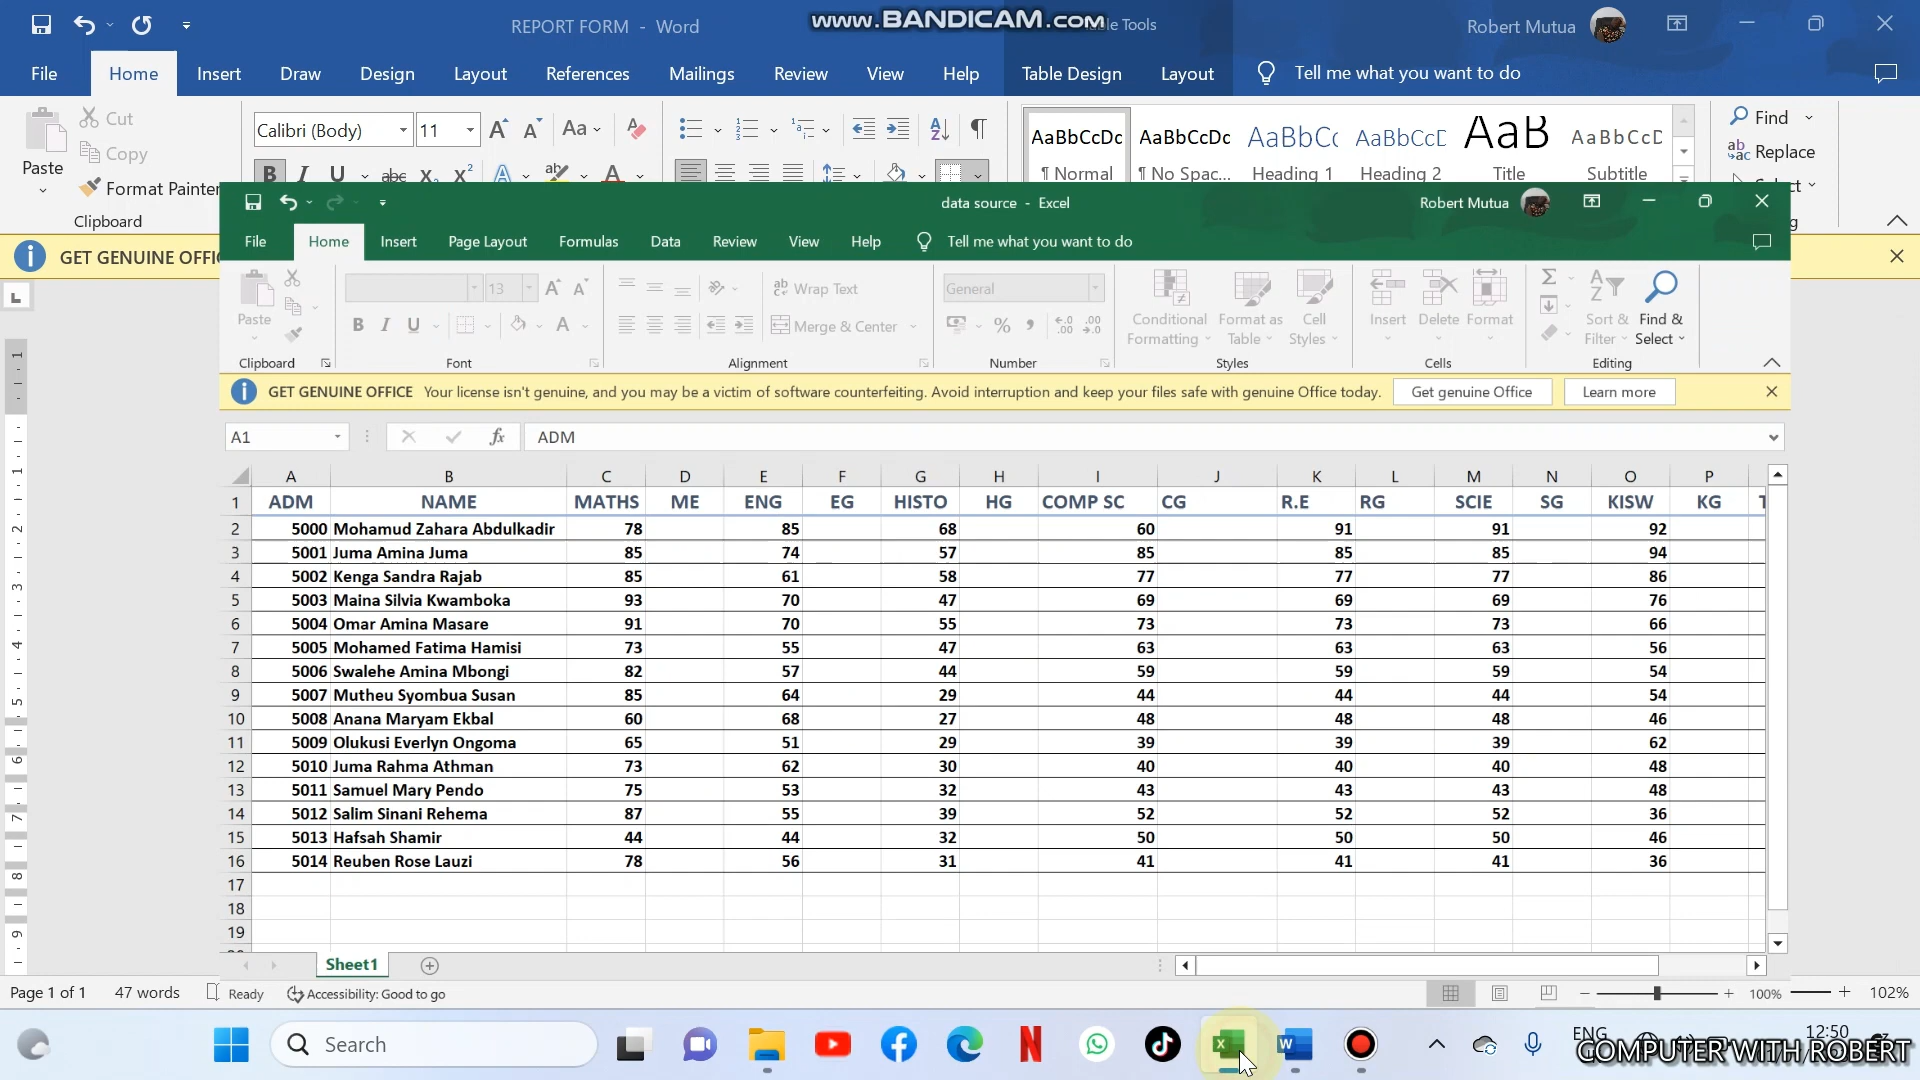 REPORT FORM - Word
www.BANDICAM.com
Table Tools
Robert Mutua
File Home Insert Draw Design Layout References Mailings Review View Help Table Design Layout Tell me what you want to do
Paste
Cut
Copy
Format Painter
Clipboard
Calibri (Body) 11
AaBbCcDc AaBbCcDc AaBbCc AaBbCcD AaB AaBbCcD
¶ Normal ¶ No Spac... Heading 1 Heading 2 Title Subtitle
Find
Replace
GET GENUINE OFFI
data source - Excel
Robert Mutua
File Home Insert Page Layout Formulas Data Review View Help Tell me what you want to do
Paste
13
Wrap Text
Merge & Center
General
Conditional Formatting
Format as Table
Cell Styles
Insert Delete Format
Sort & Filter
Find & Select
Clipboard Font Alignment Number Styles Cells Editing
GET GENUINE OFFICE Your license isn't genuine, and you may be a victim of software counterfeiting. Avoid interruption and keep your files safe with genuine Office today. Get genuine Office Learn more
A1 fx ADM
A B C D E F G H I J K L M N O P
1 ADM NAME MATHS ME ENG EG HISTO HG COMP SC CG R.E RG SCIE SG KISW KG
2 5000 Mohamud Zahara Abdulkadir 78 85 68 60 91 91 92
3 5001 Juma Amina Juma 85 74 57 85 85 85 94
4 5002 Kenga Sandra Rajab 85 61 58 77 77 77 86
5 5003 Maina Silvia Kwamboka 93 70 47 69 69 69 76
6 5004 Omar Amina Masare 91 70 55 73 73 73 66
7 5005 Mohamed Fatima Hamisi 73 55 47 63 63 63 56
8 5006 Swalehe Amina Mbongi 82 57 44 59 59 59 54
9 5007 Mutheu Syombua Susan 85 64 29 44 44 44 54
10 5008 Anana Maryam Ekbal 60 68 27 48 48 48 46
11 5009 Olukusi Everlyn Ongoma 65 51 29 39 39 39 62
12 5010 Juma Rahma Athman 73 62 30 40 40 40 48
13 5011 Samuel Mary Pendo 75 53 32 43 43 43 48
14 5012 Salim Sinani Rehema 87 55 39 52 52 52 36
15 5013 Hafsah Shamir 44 44 32 50 50 50 46
16 5014 Reuben Rose Lauzi 78 56 31 41 41 41 36
17
18
19
Sheet1
Page 1 of 1 47 words Ready Accessibility: Good to go 100% 102%
Search
ENG
12:50
COMPUTER WITH ROBERT